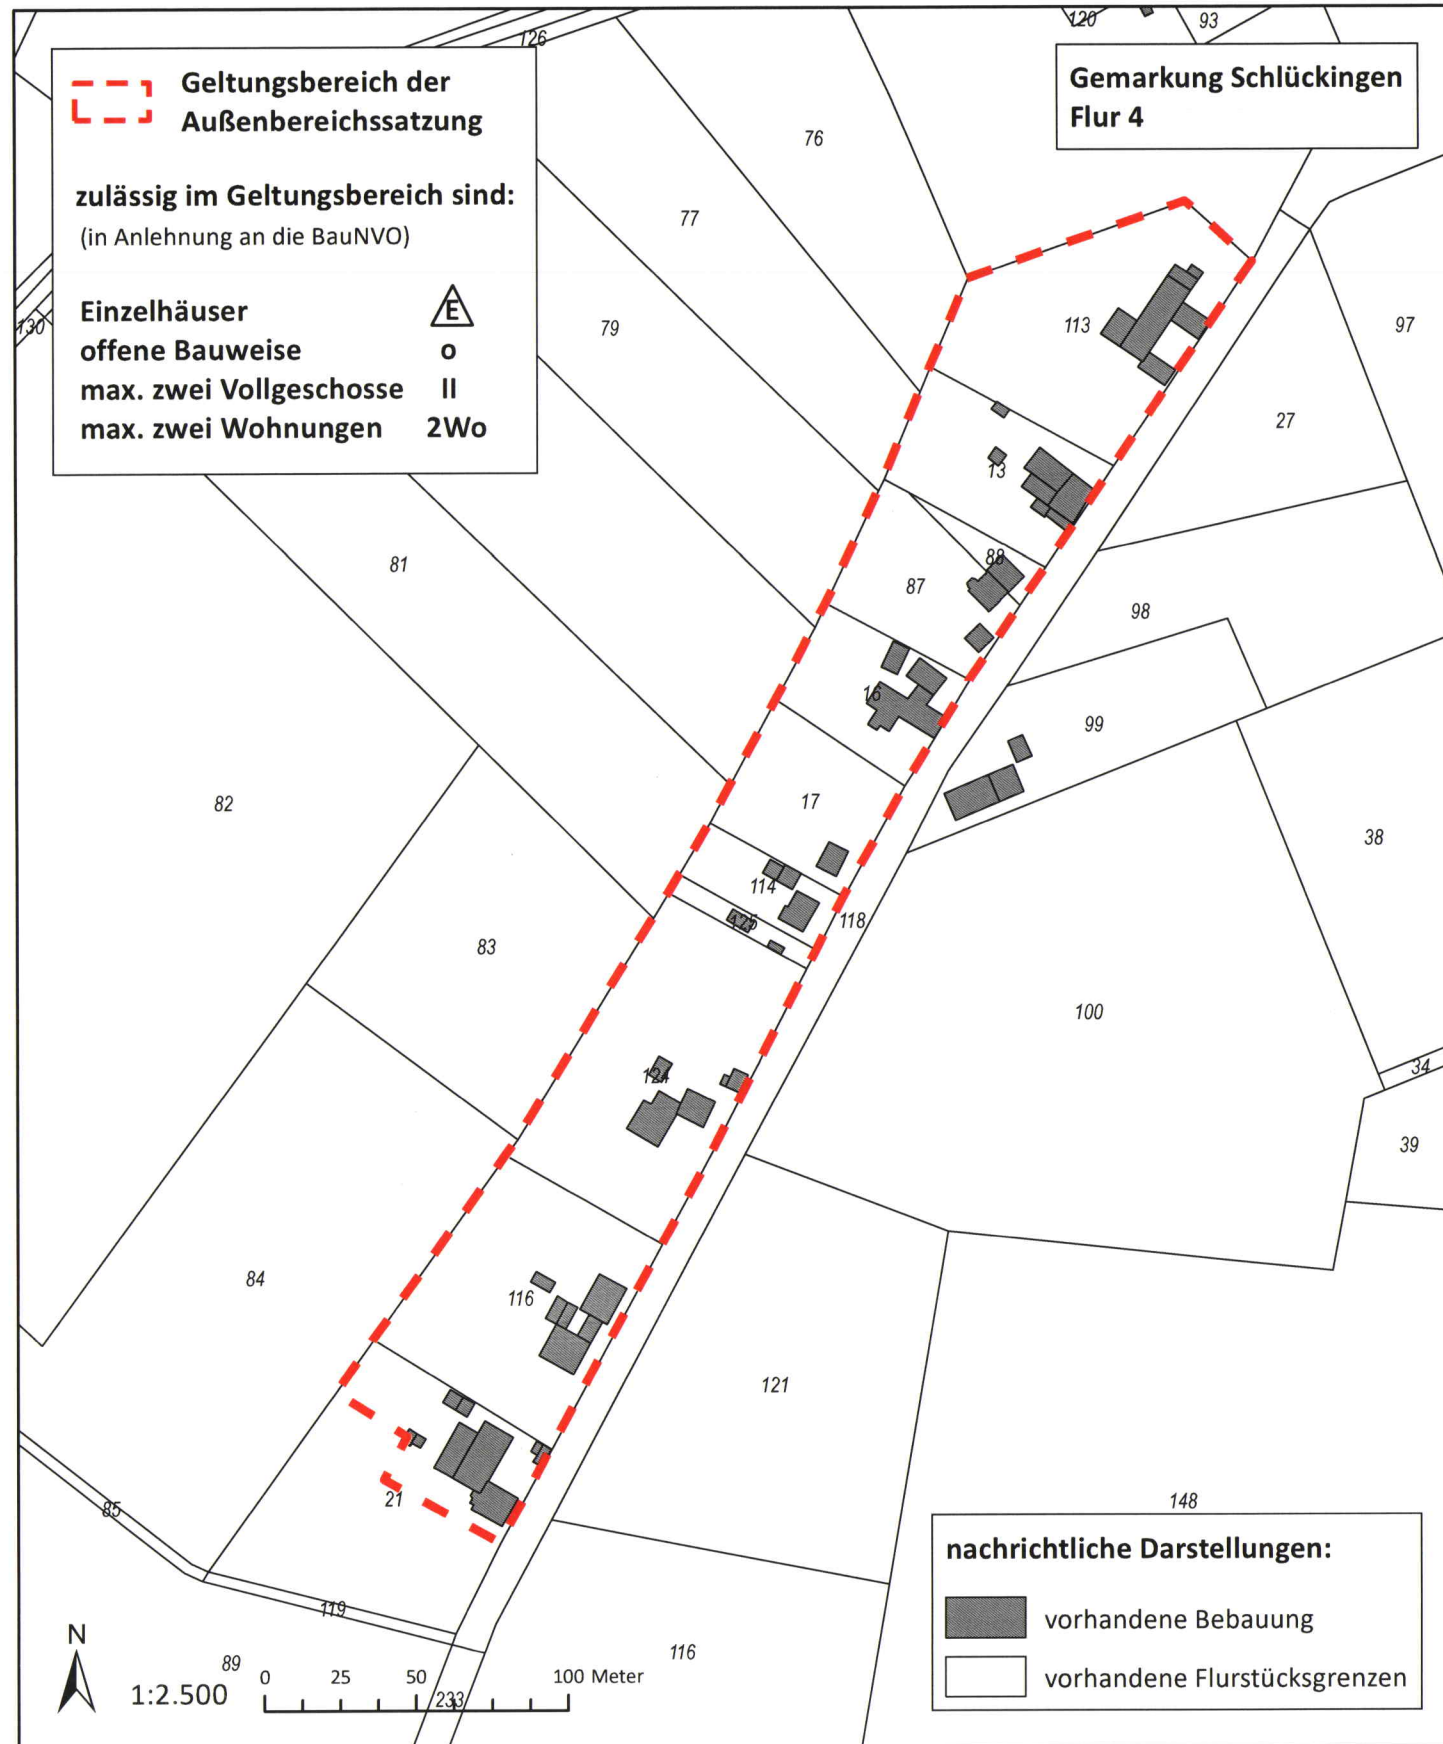 Geltungsbereich der
Außenbereichssatzung
zulässig im Geltungsbereich sind:
(in Anlehnung an die BauNVO)
Einzelhäuser E
offene Bauweise o
max. zwei Vollgeschosse II
max. zwei Wohnungen 2Wo
Gemarkung Schlückingen
Flur 4
126
120
93
76
77
79
130
113
97
27
13
81
88
87
98
16
99
82
17
38
114
125
118
83
100
124
34
39
84
116
121
21
85
148
119
89
116
233
nachrichtliche Darstellungen:
vorhandene Bebauung
vorhandene Flurstücksgrenzen
N
1:2.500
0 25 50 100 Meter